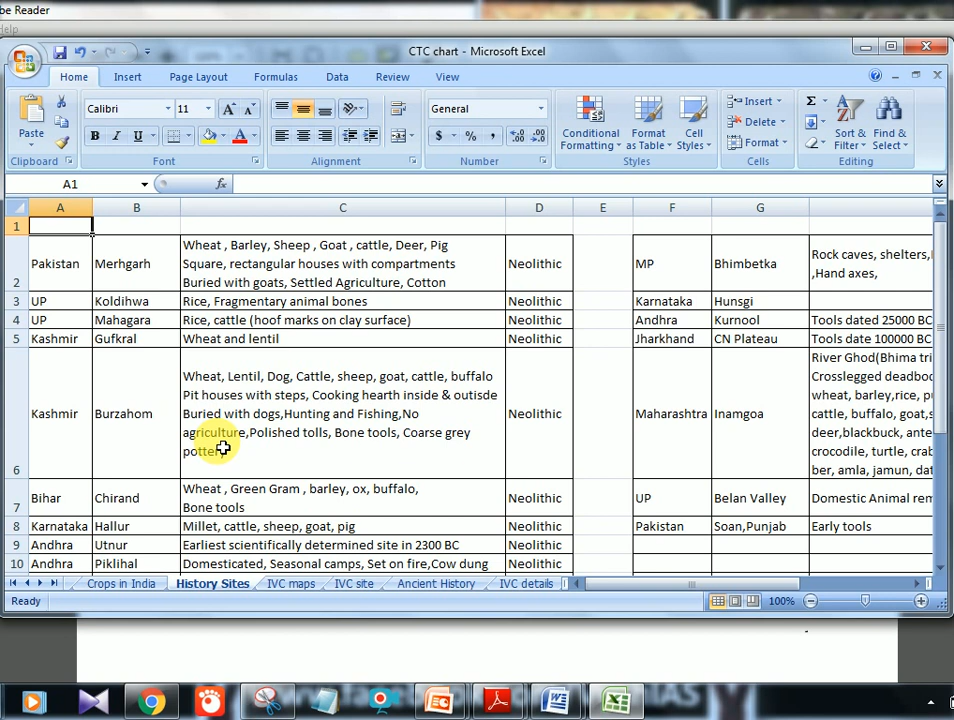 be Reader
Help
CTC chart - Microsoft Excel
Home Insert Page Layout Formulas Data Review View
Paste
Calibri 11 A A
B I U A
General
$ % ,
Conditional Formatting Format as Table Cell Styles
Insert
Delete
Format
Σ
Sort & Filter Find & Select
Clipboard Font Alignment Number Styles Cells Editing
A1 fx
A B C D E F G
1
2 Pakistan Merhgarh Wheat , Barley, Sheep , Goat , cattle, Deer, Pig
Square, rectangular houses with compartments
Buried with goats, Settled Agriculture, Cotton Neolithic MP Bhimbetka Rock caves, shelters,
,Hand axes,
3 UP Koldihwa Rice, Fragmentary animal bones Neolithic Karnataka Hunsgi
4 UP Mahagara Rice, cattle (hoof marks on clay surface) Neolithic Andhra Kurnool Tools dated 25000 BC
5 Kashmir Gufkral Wheat and lentil Neolithic Jharkhand CN Plateau Tools date 100000 BC
6 Kashmir Burzahom Wheat, Lentil, Dog, Cattle, sheep, goat, cattle, buffalo
Pit houses with steps, Cooking hearth inside & outisde
Buried with dogs,Hunting and Fishing,No
agriculture,Polished tolls, Bone tools, Coarse grey
pottery Neolithic Maharashtra Inamgoa River Ghod(Bhima tri
Crosslegged deadbo
wheat, barley,rice, p
cattle, buffalo, goat,s
deer,blackbuck, ante
crocodile, turtle, crab
ber, amla, jamun, dat
7 Bihar Chirand Wheat , Green Gram , barley, ox, buffalo,
Bone tools Neolithic UP Belan Valley Domestic Animal rem
8 Karnataka Hallur Millet, cattle, sheep, goat, pig Neolithic Pakistan Soan,Punjab Early tools
9 Andhra Utnur Earliest scientifically determined site in 2300 BC Neolithic
10 Andhra Piklihal Domesticated, Seasonal camps, Set on fire,Cow dung Neolithic
Crops in India History Sites IVC maps IVC site Ancient History IVC details
Ready 100%
IAS